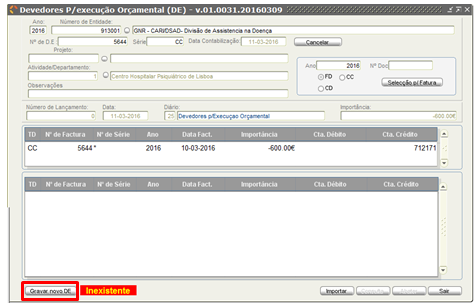 Devedores P/execução Orçamental (DE) - v.01.0031.20160309
Ano: Número de Entidade:
2016 913001 GNR - CARI/DSAD- Divisão de Assistencia na Doença
Nº de D.E. 5644 Série CC Data Contabilização 11-03-2016 Cancelar
Projeto:
Ano 2016 Nº Doc
Atividade/Departamento:
1 Centro Hospitalar Psiquiátrico de Lisboa
FD CC CD Selecção p/Fatura
Observações
Número de Lançamento: Data: Diário: Importância:
0 11-03-2016 25 Devedores p/Execuçao Orçamental -600.00€
TD Nº de Factura Nº de Série Ano Data Fact. Importância Cta. Débito Cta. Crédito
CC 5644 * 2016 10-03-2016 -600.00€ 712171
TD Nº de Factura Nº de Série Ano Data Fact. Importância Cta. Débito Cta. Crédito
Gravar novo DE Inexistente Importar Sair